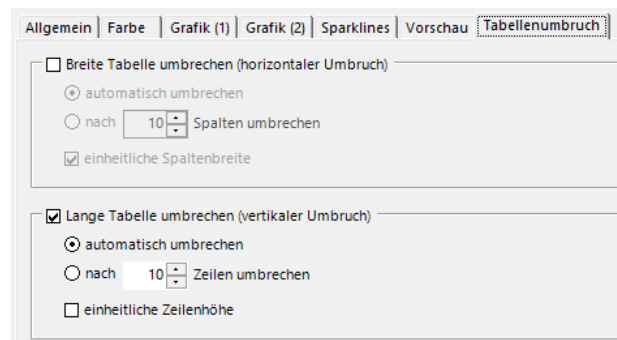 Allgemein Farbe Grafik (1) Grafik (2) Sparklines Vorschau Tabellenumbruch
Breite Tabelle umbrechen (horizontaler Umbruch)
automatisch umbrechen
nach 10 Spalten umbrechen
einheitliche Spaltenbreite
Lange Tabelle umbrechen (vertikaler Umbruch)
automatisch umbrechen
nach 10 Zeilen umbrechen
einheitliche Zeilenhöhe